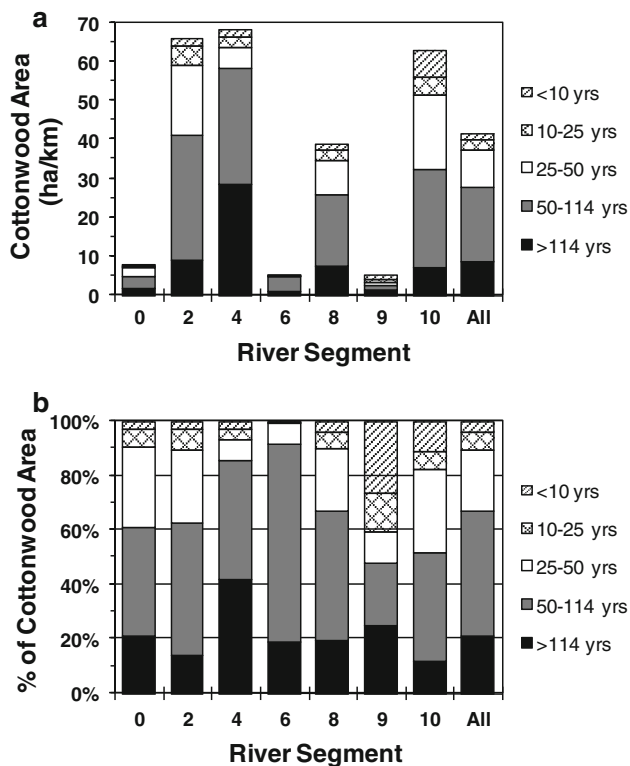 a
Cottonwood Area
(ha/km)
70
60
50
40
30
20
10
0
0 2 4 6 8 9 10 All
River Segment
<10 yrs
10-25 yrs
25-50 yrs
50-114 yrs
>114 yrs
b
% of Cottonwood Area
100%
80%
60%
40%
20%
0%
0 2 4 6 8 9 10 All
River Segment
<10 yrs
10-25 yrs
25-50 yrs
50-114 yrs
>114 yrs